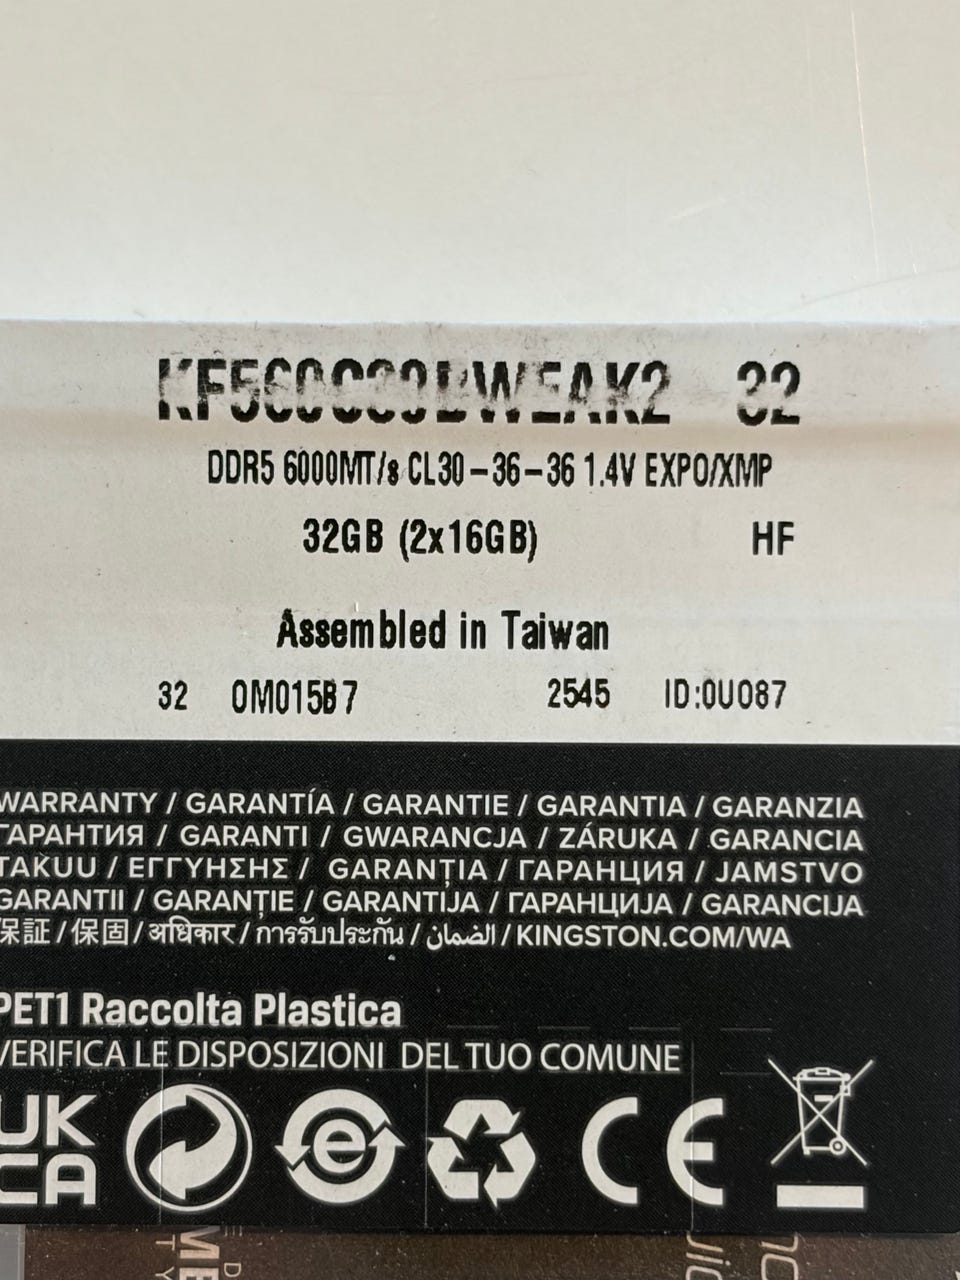 KF560C30BWEAK2 32
DDR5 6000MT/s CL30-36-36 1.4V EXPO/XMP
32GB (2x16GB) HF
Assembled in Taiwan
32 0M015B7 2545 ID:0U087
WARRANTY / GARANTÍA / GARANTIE / GARANTIA / GARANZIA
ГАРАНТИЯ / GARANTI / GWARANCJA / ZÁRUKA / GARANCIA
TAKUU / ΕΓΓΥΗΣΗΣ / GARANȚIA / ГАРАНЦИЯ / JAMSTVO
GARANTII / GARANȚIE / GARANTIJA / ГАРАНЦИЈА / GARANCIJA
保証 / 保固 / अधिकार / การรับประกัน / الضمان / KINGSTON.COM/WA
PET1 Raccolta Plastica
VERIFICA LE DISPOSIZIONI DEL TUO COMUNE
UK
CA
e
CE